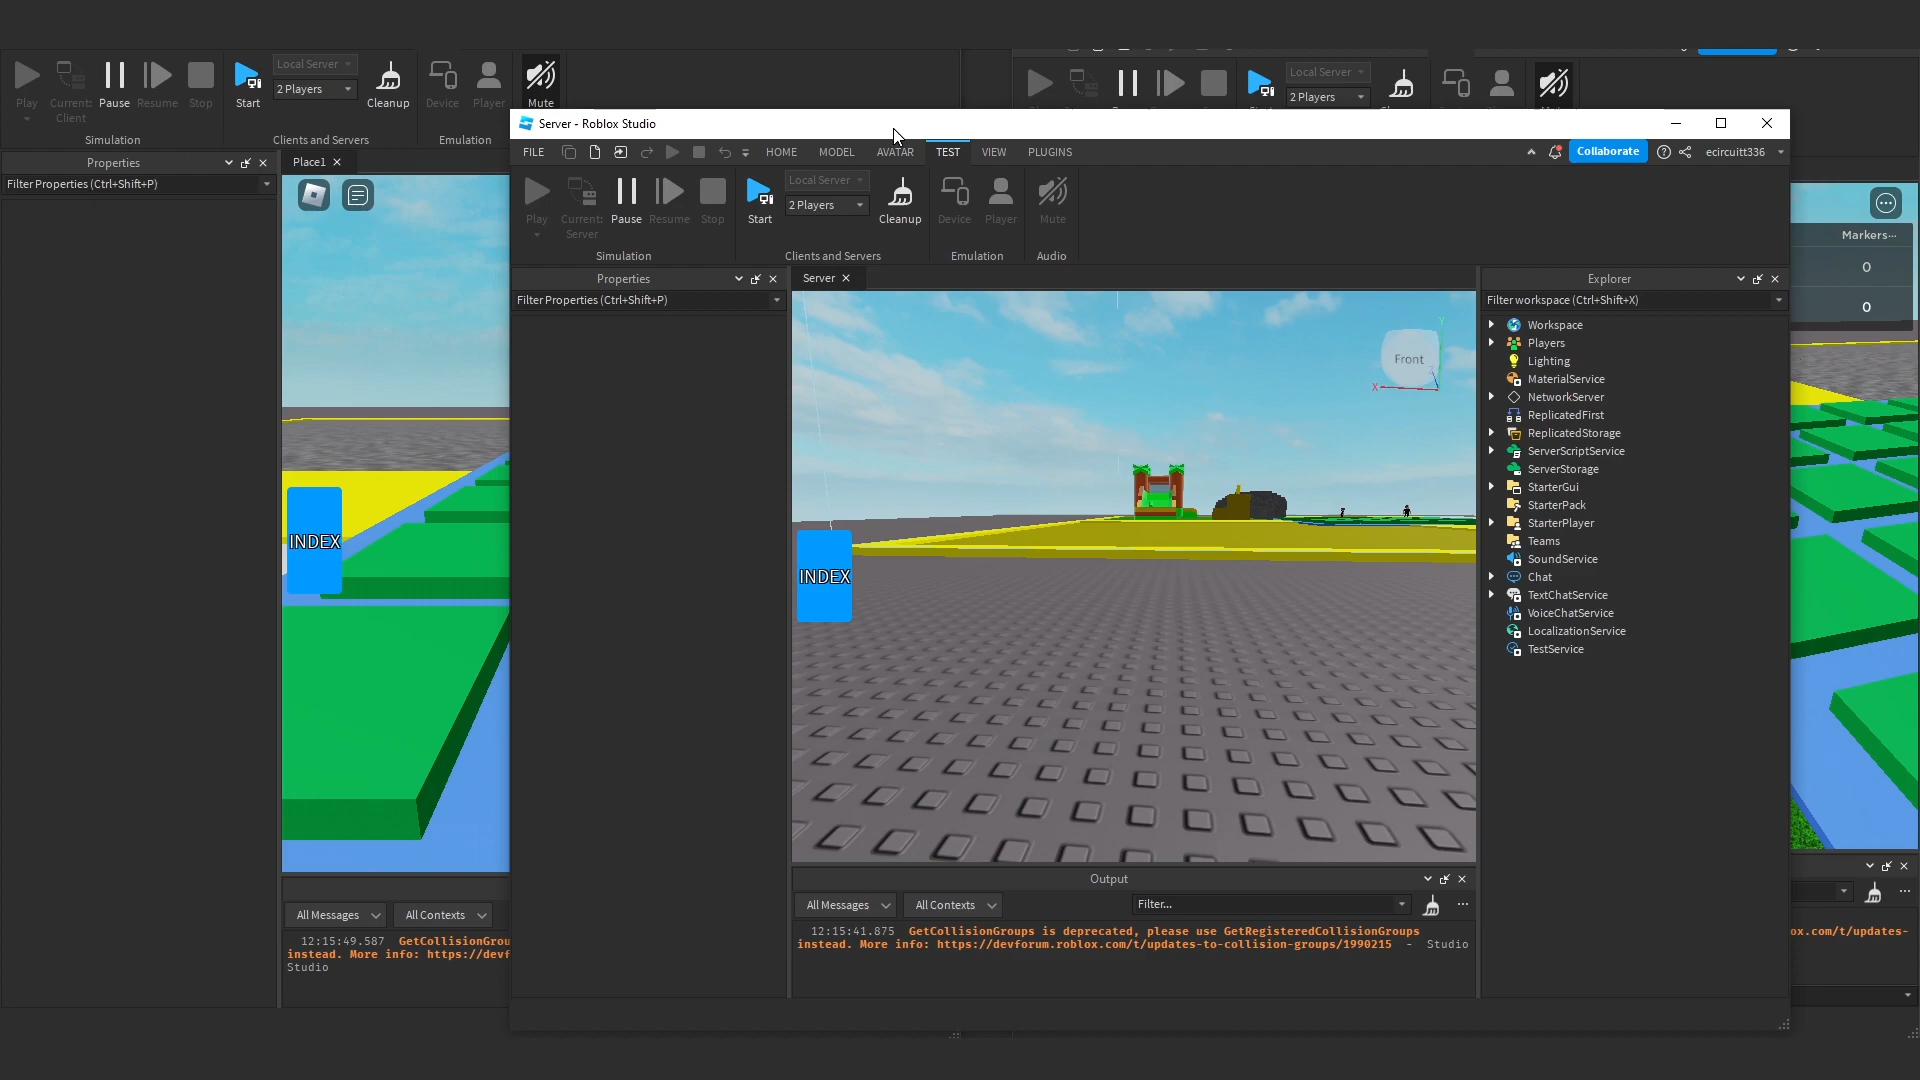 Local Server
2 Players
Play
Current:
Client
Pause
Resume
Stop
Start
Cleanup
Device
Player
Mute
Simulation
Clients and Servers
Emulation
Local Server
2 Players
Properties
Filter Properties (Ctrl+Shift+P)
Place1
INDEX
All Messages
All Contexts
12:15:49.587 GetCollisionGrou
instead. More info: https://devf
Studio
Server - Roblox Studio
FILE
HOME
MODEL
AVATAR
TEST
VIEW
PLUGINS
Collaborate
ecircuitt336
Local Server
2 Players
Play
Current:
Server
Pause
Resume
Stop
Start
Cleanup
Device
Player
Mute
Simulation
Clients and Servers
Emulation
Audio
Properties
Filter Properties (Ctrl+Shift+P)
Server
Front
X
Y
INDEX
Output
All Messages
All Contexts
Filter...
12:15:41.875 GetCollisionGroups is deprecated, please use GetRegisteredCollisionGroups
instead. More info: https://devforum.roblox.com/t/updates-to-collision-groups/1990215 - Studio
Explorer
Filter workspace (Ctrl+Shift+X)
Workspace
Players
Lighting
MaterialService
NetworkServer
ReplicatedFirst
ReplicatedStorage
ServerScriptService
ServerStorage
StarterGui
StarterPack
StarterPlayer
Teams
SoundService
Chat
TextChatService
VoiceChatService
LocalizationService
TestService
Markers...
0
0
ox.com/t/updates-